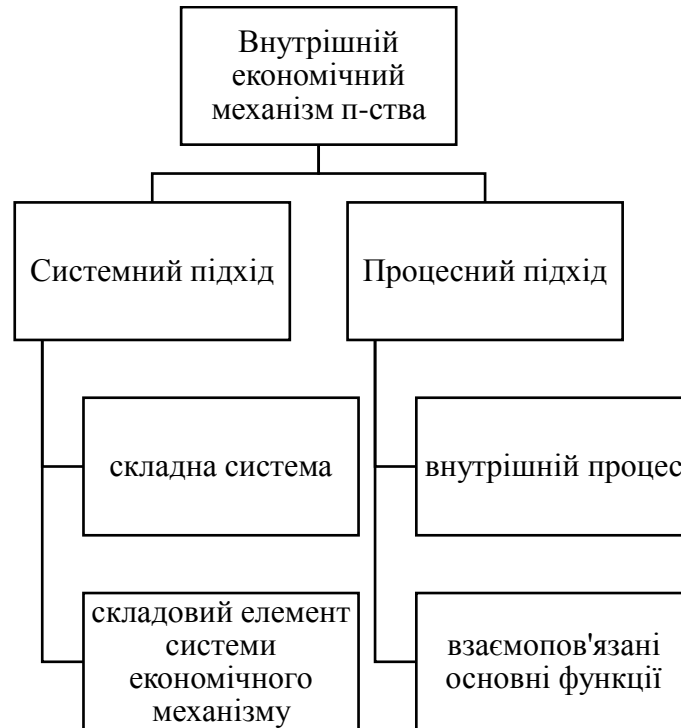 Внутрішній
економічний
механізм п-ства
Системний підхід
Процесний підхід
складна система
внутрішній процес
складовий елемент
системи
економічного
механізму
взаємопов'язані
основні функції